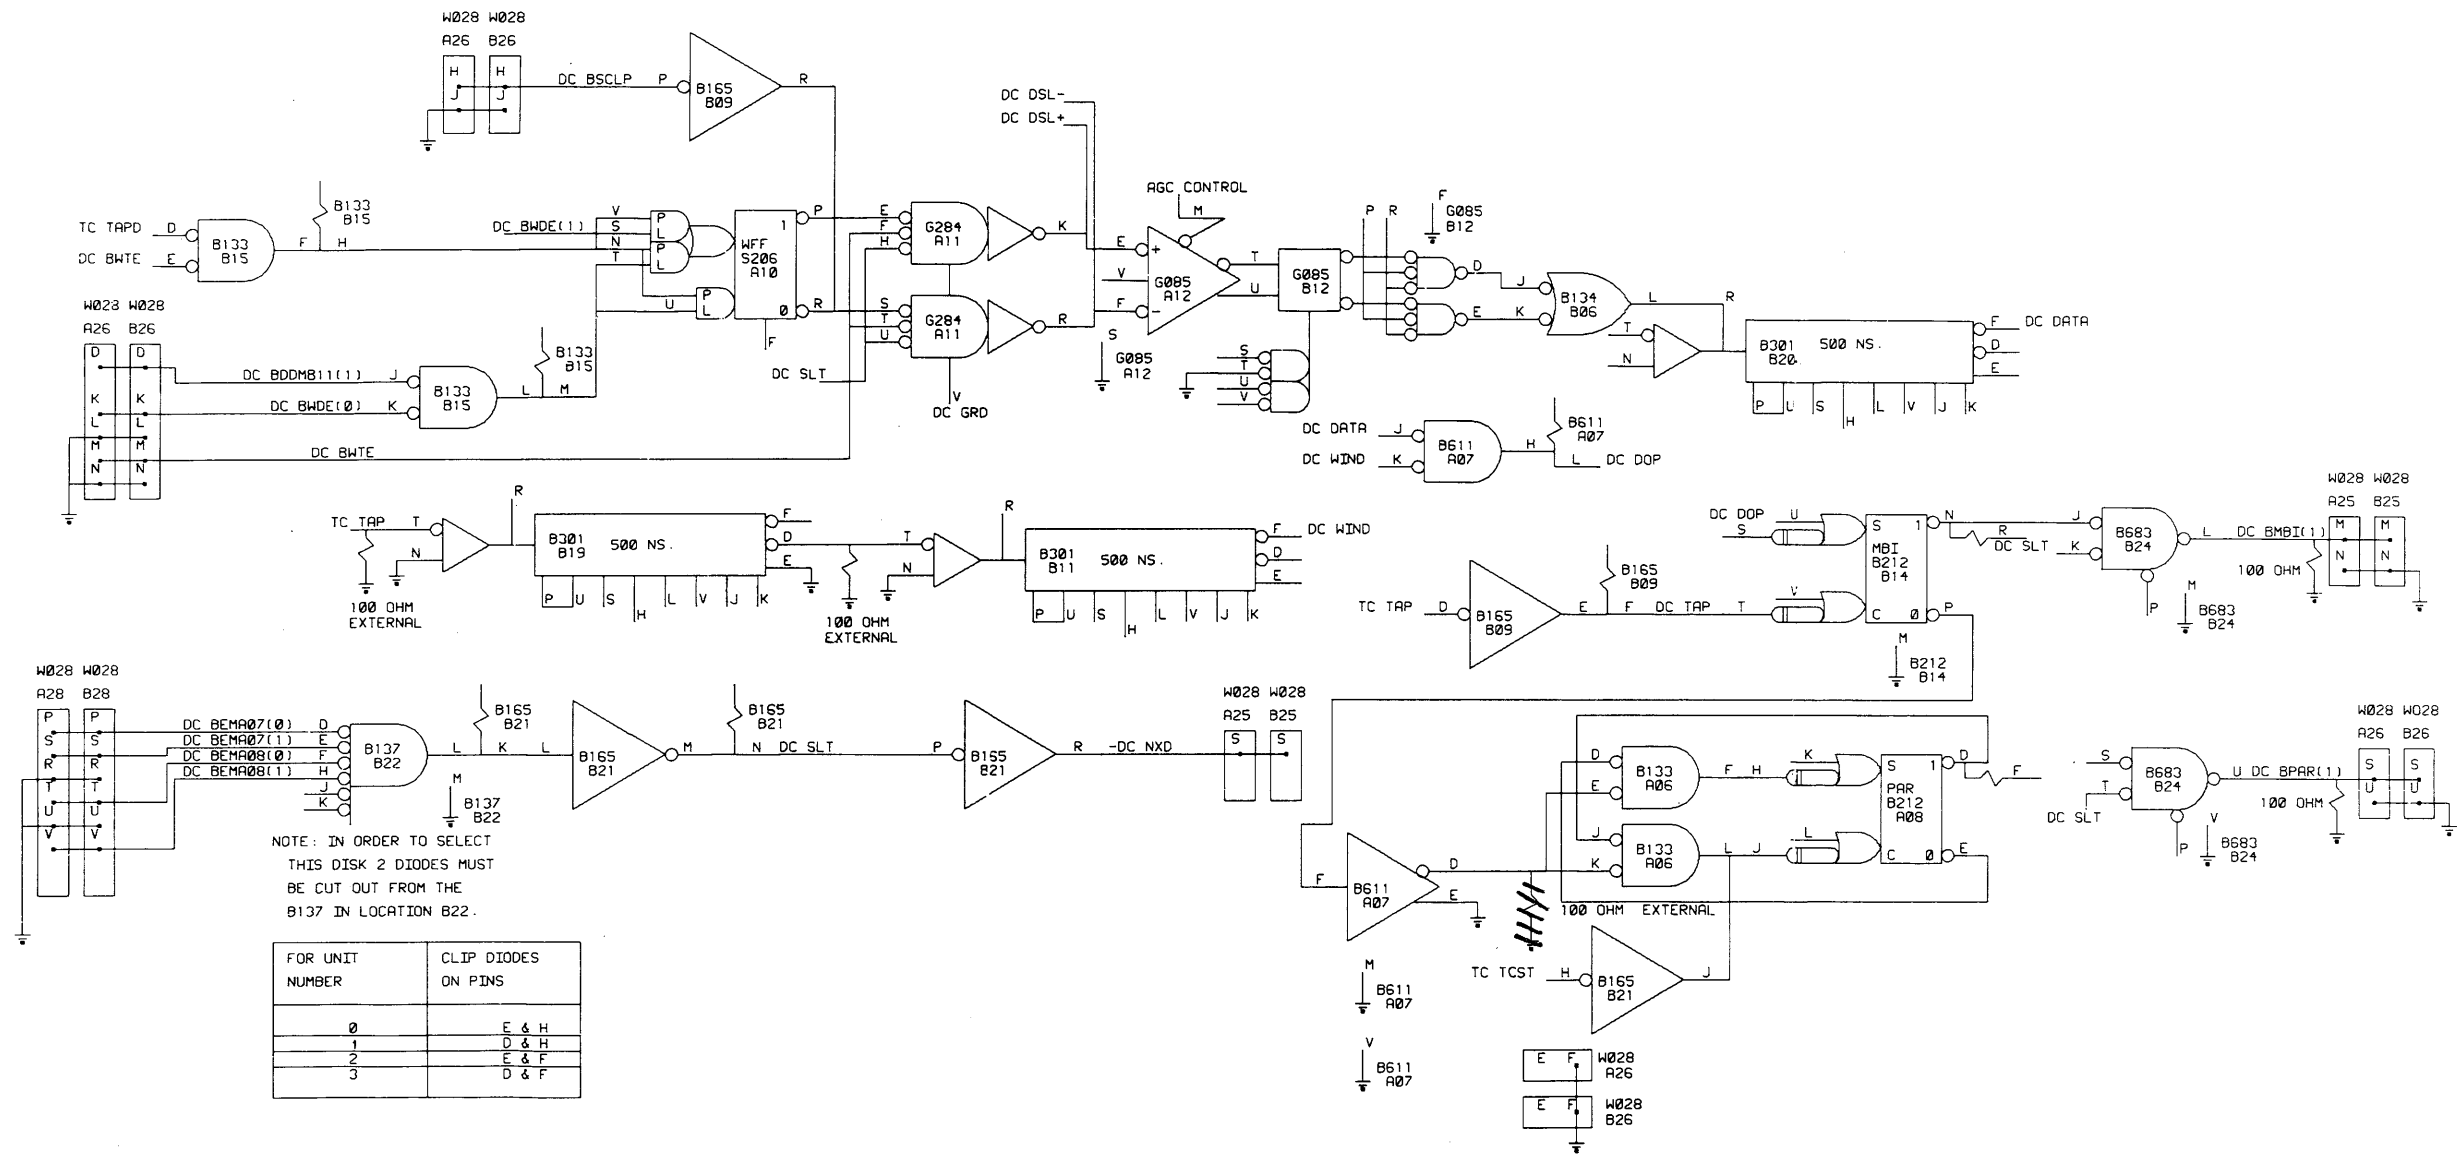 W028 W028
A26 B26
H H
J J
DC BSCLP P
B165
B09
R
DC DSL-
DC DSL+
TC TAPD D
DC BWTE E
B133
B15
F H
B133
B15
DC BWDE(1)
V
S
N
T
U
P
L
P
L
P
L
WFF
S206
A10
1
0
P
R
F
E
F
H
G284
A11
K
S
T
U
G284
A11
R
V
DC GRD
DC SLT
AGC CONTROL
M
E
V
F
+
-
G085
A12
S
G085
A12
T
U
G085
B12
S
T
U
V
P R
F
G085
B12
D
E
J
K
B134
B06
L
R
T
N
B301
B20
500 NS.
F DC DATA
D
E
P U S H L V J K
W028 W028
A26 B26
D D
K K
L L
M M
N N
DC BDDMB11(1) J
DC BWDE(0) K
B133
B15
L M
B133
B15
DC BWTE
DC DATA J
DC WIND K
B611
A07
H
B611
A07
L DC DOP
TC TAP T
N
100 OHM
EXTERNAL
R
B301
B19
500 NS.
F
D
E
P U S H L V J K
T
N
100 OHM
EXTERNAL
R
B301
B11
500 NS.
F DC WIND
D
E
P U S H L V J K
TC TAP D
B165
B09
E F DC TAP T
B165
B09
DC DOP U
S
V
S 1
MBI
B212
B14
C 0
N
R
P
M
B212
B14
DC SLT K
J
B683
B24
L DC BMBI(1)
P
M
B683
B24
100 OHM
W028 W028
A25 B25
M M
N N
W028 W028
A28 B28
P P
S S
R R
T T
U U
V V
DC BEMA07(0) D
DC BEMA07(1) E
DC BEMA08(0) F
DC BEMA08(1) H
J
K
B137
B22
L K L
M
B137
B22
B165
B21
B165
B21
M N DC SLT P
B165
B21
B165
B21
R -DC NXD
W028 W028
A25 B25
S S
NOTE: IN ORDER TO SELECT
THIS DISK 2 DIODES MUST
BE CUT OUT FROM THE
B137 IN LOCATION B22.
FOR UNIT
NUMBER
CLIP DIODES
ON PINS
0 E & H
1 D & H
2 E & F
3 D & F
F
B611
A07
D
E
M
B611
A07
V
B611
A07
100 OHM EXTERNAL
D
E
B133
A06
F H
J
K
B133
A06
L J
K
L
S 1
PAR
B212
A08
C 0
D
F
E
TC TCST H
B165
B21
J
S
T
DC SLT
B683
B24
U DC BPAR(1)
P
V
B683
B24
100 OHM
W028 WO28
A26 B26
S S
U U
E F W028
A26
E F W028
B26